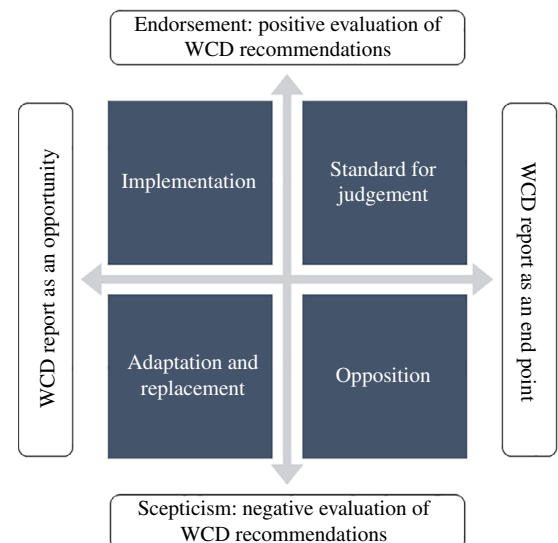 Endorsement: positive evaluation of
WCD recommendations
WCD report as an opportunity
Implementation
Standard for
judgement
WCD report as an
end point
Adaptation and
replacement
Opposition
Scepticism: negative evaluation of
WCD recommendations